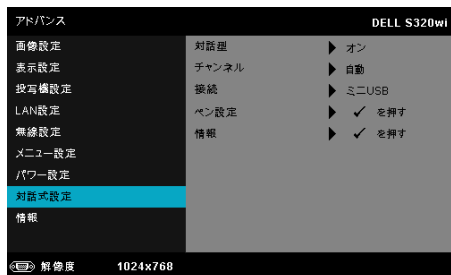 アドバンス DELL S320wi
画像設定 対話型 オン
表示設定 チャンネル 自動
投写機設定 接続 ミニUSB
LAN設定 ペン設定 ✓ を押す
無線設定 情報 ✓ を押す
メニュー設定
パワー設定
対話式設定
情報
解像度 1024x768